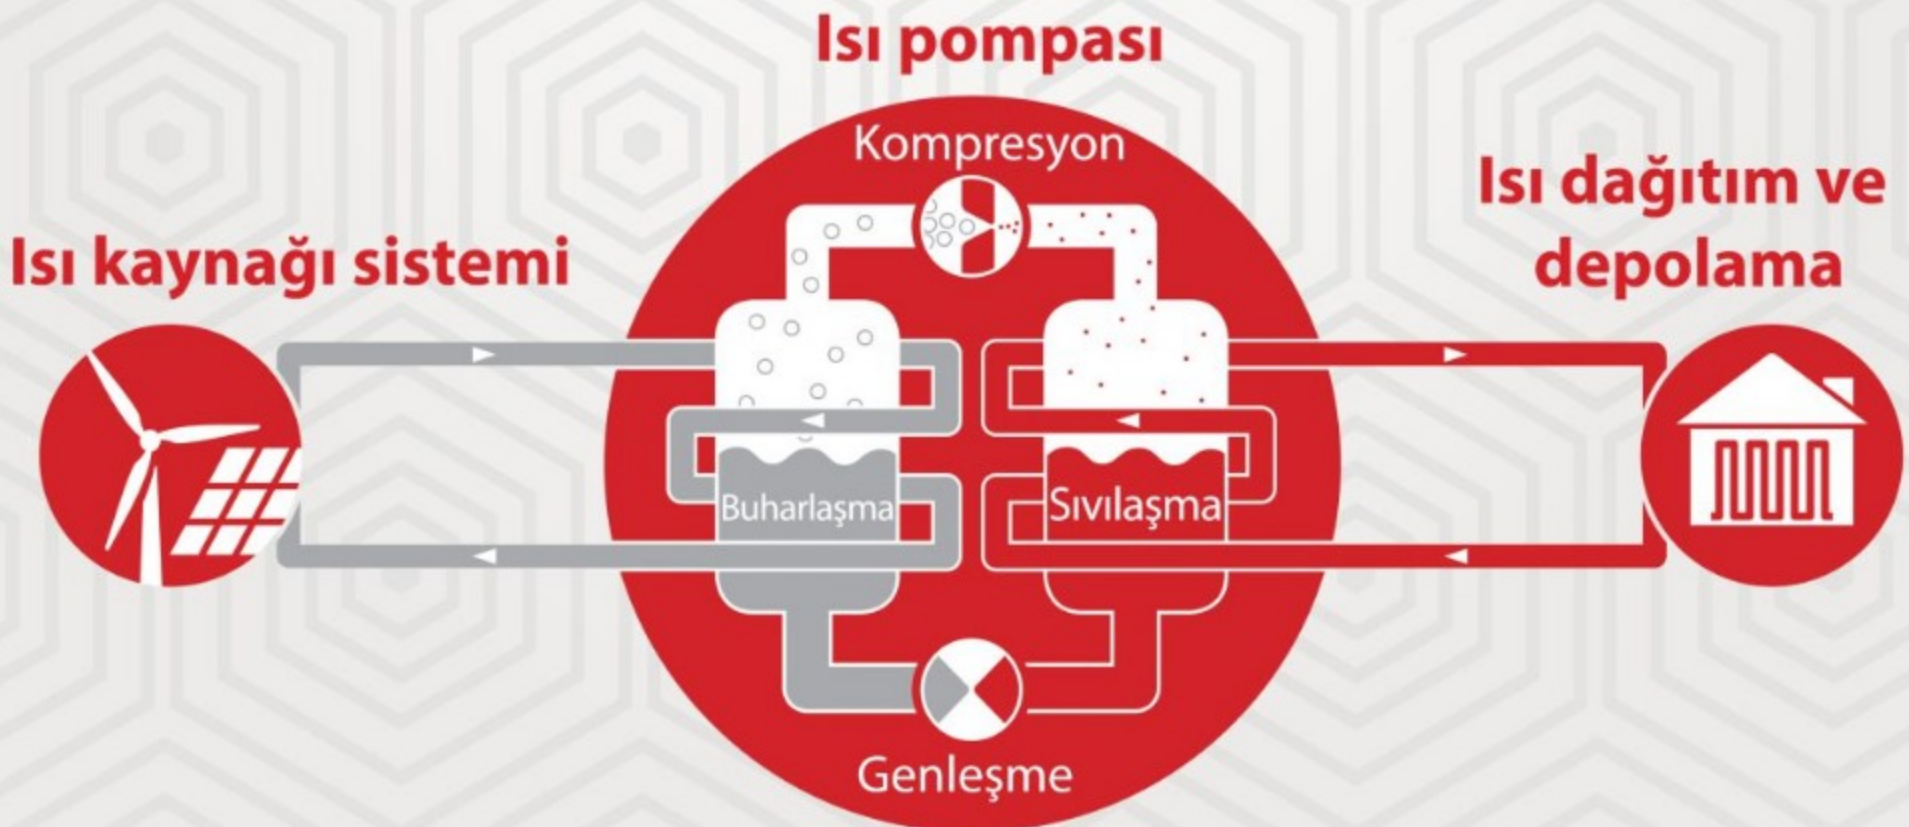 Isı pompası
Kompresyon
Isı kaynağı sistemi
Isı dağıtım ve
depolama
Buharlaşma
Sıvılaşma
Genleşme